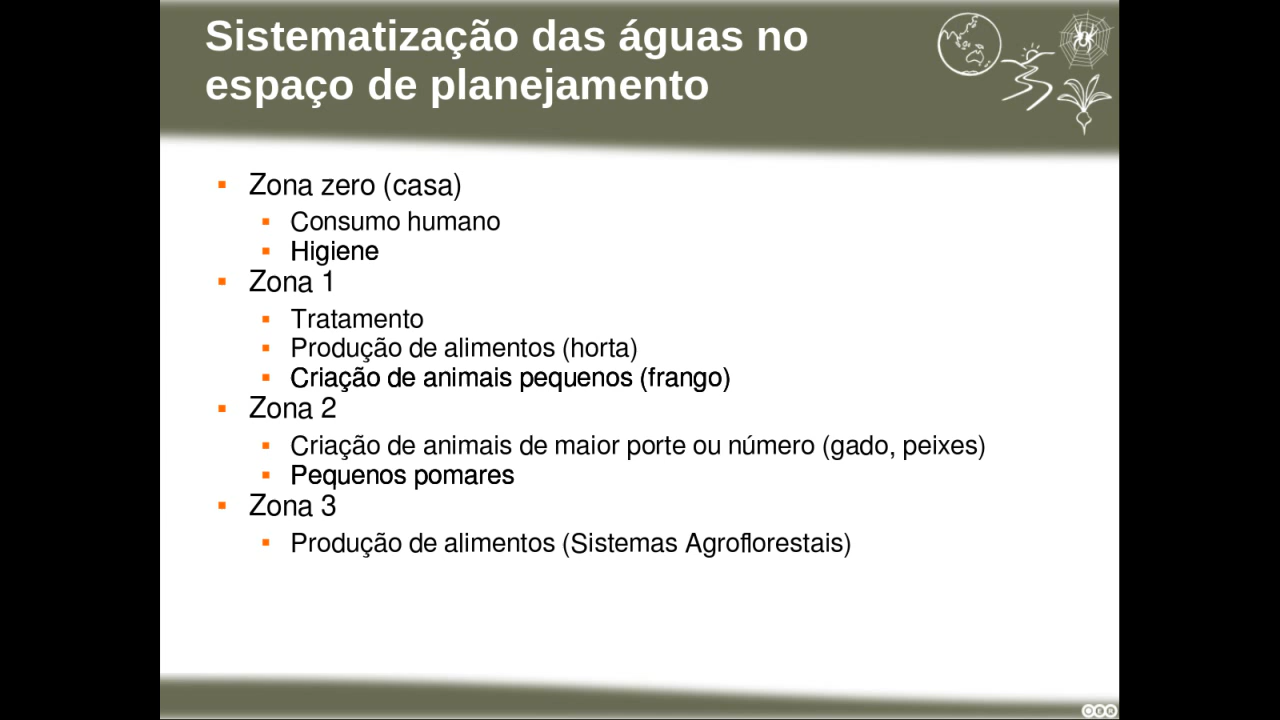 Sistematização das águas no
espaço de planejamento
Zona zero (casa)
Consumo humano
Higiene
Zona 1
Tratamento
Produção de alimentos (horta)
Criação de animais pequenos (frango)
Zona 2
Criação de animais de maior porte ou número (gado, peixes)
Pequenos pomares
Zona 3
Produção de alimentos (Sistemas Agroflorestais)
OER